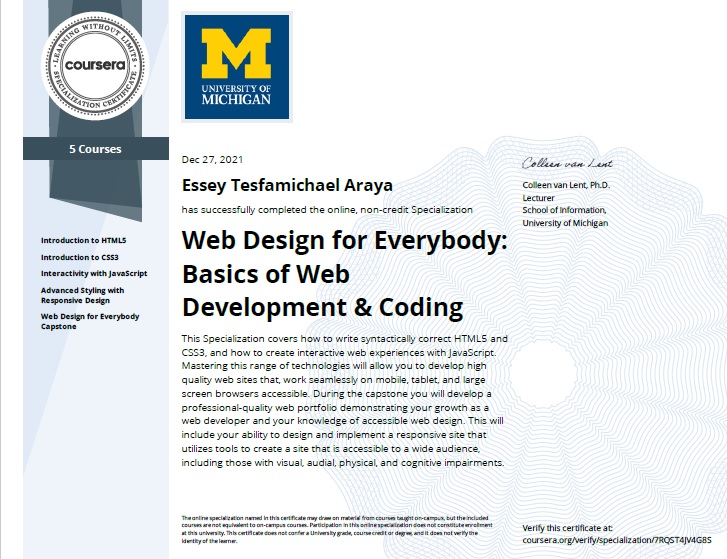 LEARNING WITHOUT LIMITS
coursera
SPECIALIZATION CERTIFICATE
5 Courses
Introduction to HTML5
Introduction to CSS3
Interactivity with JavaScript
Advanced Styling with
Responsive Design
Web Design for Everybody
Capstone
M
UNIVERSITY OF
MICHIGAN
Dec 27, 2021
Essey Tesfamichael Araya
has successfully completed the online, non-credit Specialization
Web Design for Everybody:
Basics of Web
Development & Coding
This Specialization covers how to write syntactically correct HTML5 and
CSS3, and how to create interactive web experiences with JavaScript.
Mastering this range of technologies will allow you to develop high
quality web sites that, work seamlessly on mobile, tablet, and large
screen browsers accessible. During the capstone you will develop a
professional-quality web portfolio demonstrating your growth as a
web developer and your knowledge of accessible web design. This will
include your ability to design and implement a responsive site that
utilizes tools to create a site that is accessible to a wide audience,
including those with visual, audial, physical, and cognitive impairments.
Colleen van Lent
Colleen van Lent, Ph.D.
Lecturer
School of Information,
University of Michigan
The online specialization named in this certificate may draw on material from courses taught on-campus, but the included
courses are not equivalent to on-campus courses. Participation in this online specialization does not constitute enrollment
at this university. This certificate does not confer a University grade, course credit or degree, and it does not verify the
identity of the learner.
Verify this certificate at:
coursera.org/verify/specialization/7RQST4JV4G8S